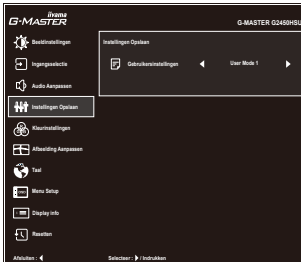 iiyama
G-MASTER
G-MASTER G2450HSU
Beeldinstellingen
Ingangsselectie
Audio Aanpassen
Instellingen Opslaan
Kleurinstellingen
Afbeelding Aanpassen
Taal
Menu Setup
Display info
Resetten
Instellingen Opslaan
Gebruikersinstellingen
User Mode 1
Afsluiten :
Selecteer : / Indrukken